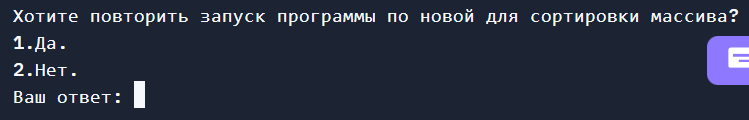 Хотите повторить запуск программы по новой для сортировки массива?
1.Да.
2.Нет.
Ваш ответ: